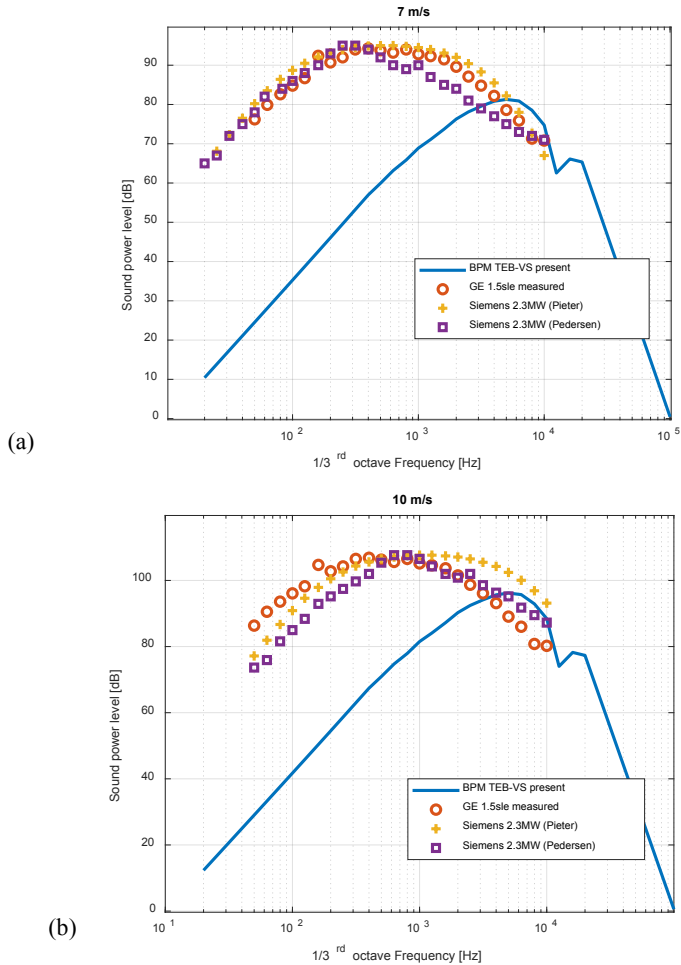 7 m/s
90
80
70
60
50
40
30
20
10
0
Sound power level [dB]
BPM TEB-VS present
GE 1.5sle measured
Siemens 2.3MW (Pieter)
Siemens 2.3MW (Pedersen)
10 2 10 3 10 4 10 5
1/3 rd octave Frequency [Hz]
(a)
10 m/s
100
80
60
40
20
0
Sound power level [dB]
BPM TEB-VS present
GE 1.5sle measured
Siemens 2.3MW (Pieter)
Siemens 2.3MW (Pedersen)
10 1 10 2 10 3 10 4
1/3 rd octave Frequency [Hz]
(b)